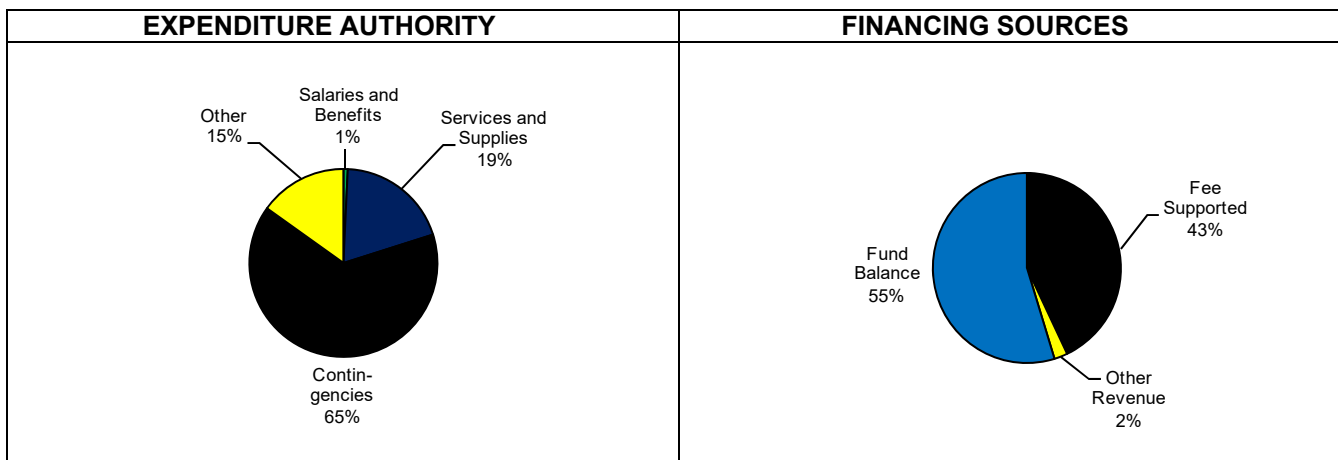 EXPENDITURE AUTHORITY
FINANCING SOURCES
Salaries and
Benefits
1%
Other
15%
Services and
Supplies
19%
Contin-
gencies
65%
Fee
Supported
43%
Fund
Balance
55%
Other
Revenue
2%